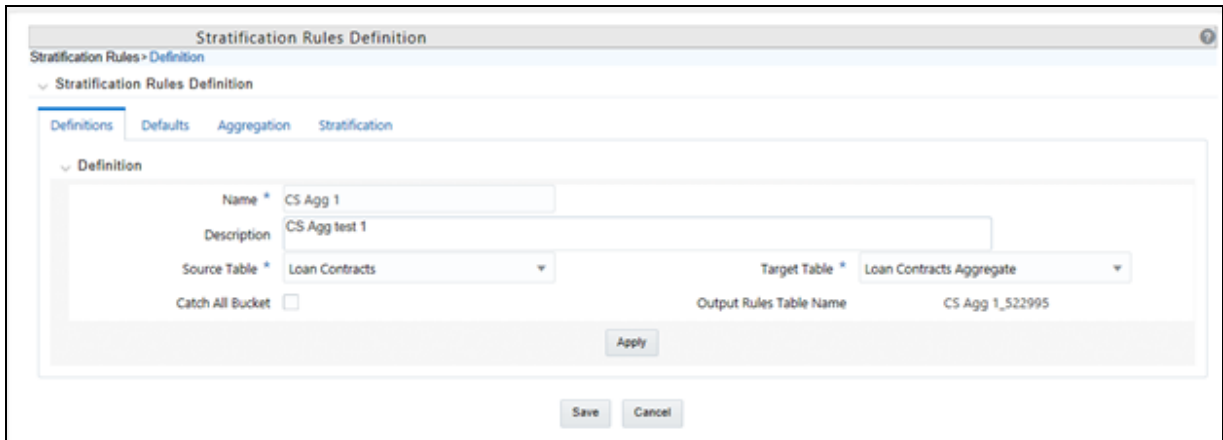 Stratification Rules Definition
Stratification Rules > Definition
Stratification Rules Definition
Definitions Defaults Aggregation Stratification
Definition
Name * CS Agg 1
Description CS Agg test 1
Source Table * Loan Contracts Target Table * Loan Contracts Aggregate
Catch All Bucket Output Rules Table Name CS Agg 1_522995
Apply
Save Cancel